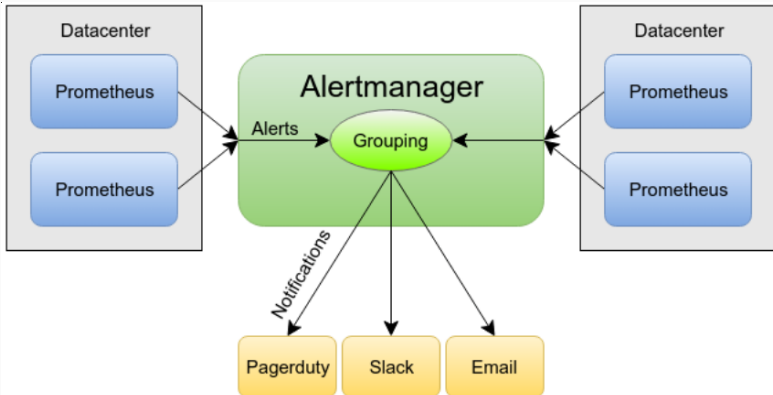 Datacenter
Prometheus
Prometheus
Alertmanager
Alerts
Grouping
Notifications
Datacenter
Prometheus
Prometheus
Pagerduty
Slack
Email